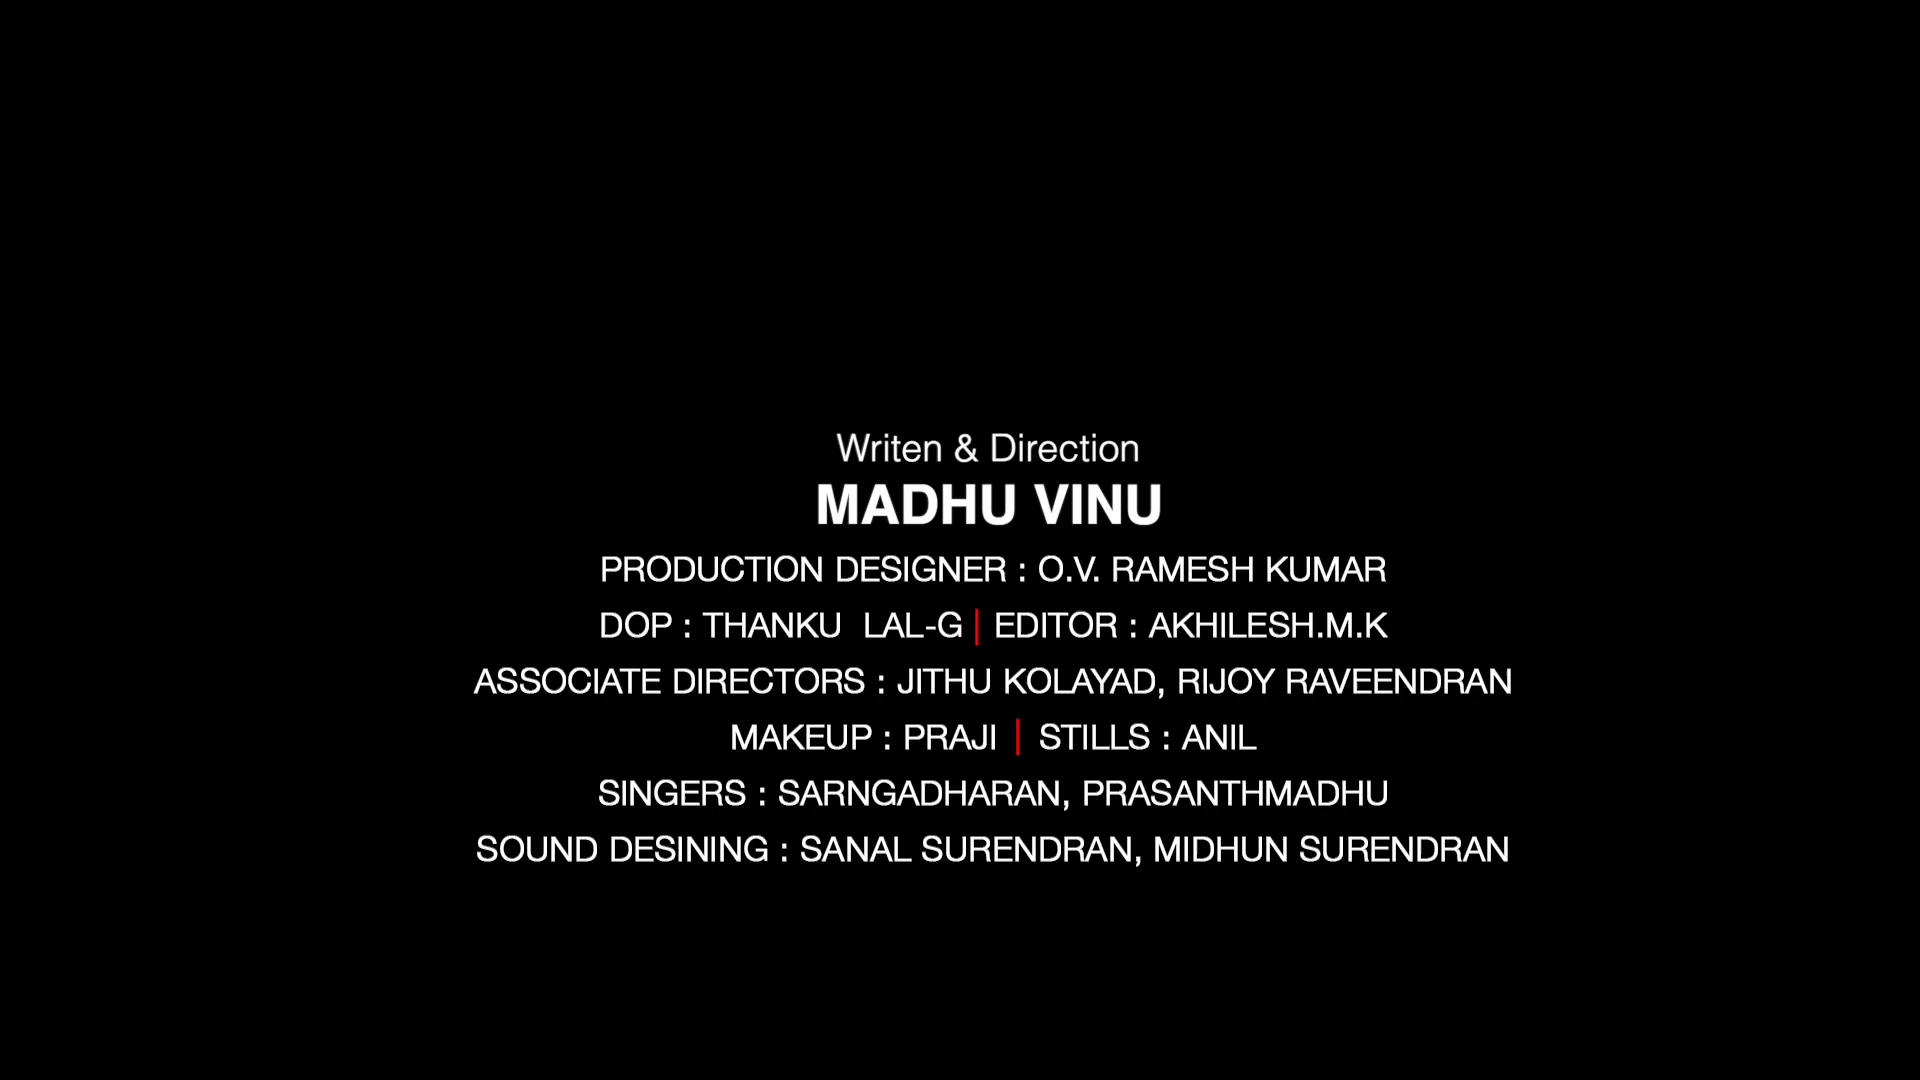 Writen & Direction
MADHU VINU
PRODUCTION DESIGNER : O.V. RAMESH KUMAR
DOP : THANKU LAL-G | EDITOR : AKHILESH.M.K
ASSOCIATE DIRECTORS : JITHU KOLAYAD, RIJOY RAVEENDRAN
MAKEUP : PRAJI | STILLS : ANIL
SINGERS : SARNGADHARAN, PRASANTHMADHU
SOUND DESINING : SANAL SURENDRAN, MIDHUN SURENDRAN